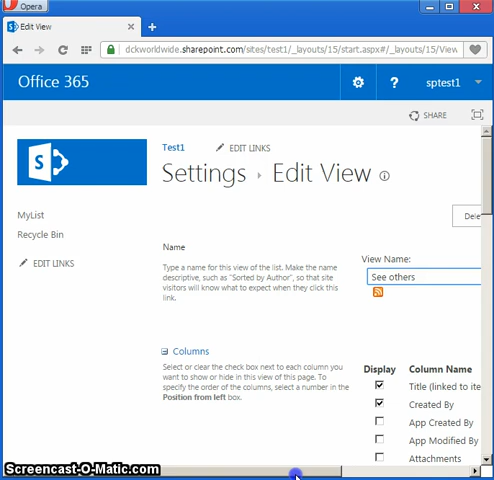 Opera
Edit View
dckworldwide.sharepoint.com/sites/test1/_layouts/15/start.aspx#/_layouts/15/View
Office 365
? sptest1
SHARE
S
Test1 EDIT LINKS
Settings Edit View
MyList
Recycle Bin
EDIT LINKS
Dele
Name
Type a name for this view of the list. Make the name
descriptive, such as "Sorted by Author", so that site
visitors will know what to expect when they click this
link.
View Name:
See others
Columns
Select or clear the check box next to each column you
want to show or hide in this view of this page. To
specify the order of the columns, select a number in the
Position from left box.
Display Column Name
Title (linked to ite
Created By
App Created By
App Modified By
Attachments
Screencast-O-Matic.com